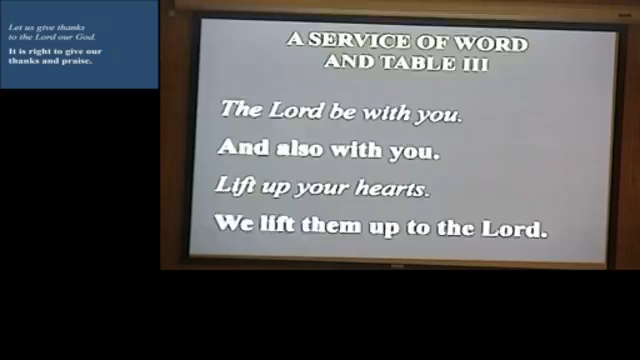 Let us give thanks
to the Lord our God.
It is right to give our
thanks and praise.
A SERVICE OF WORD
AND TABLE III
The Lord be with you.
And also with you.
Lift up your hearts.
We lift them up to the Lord.